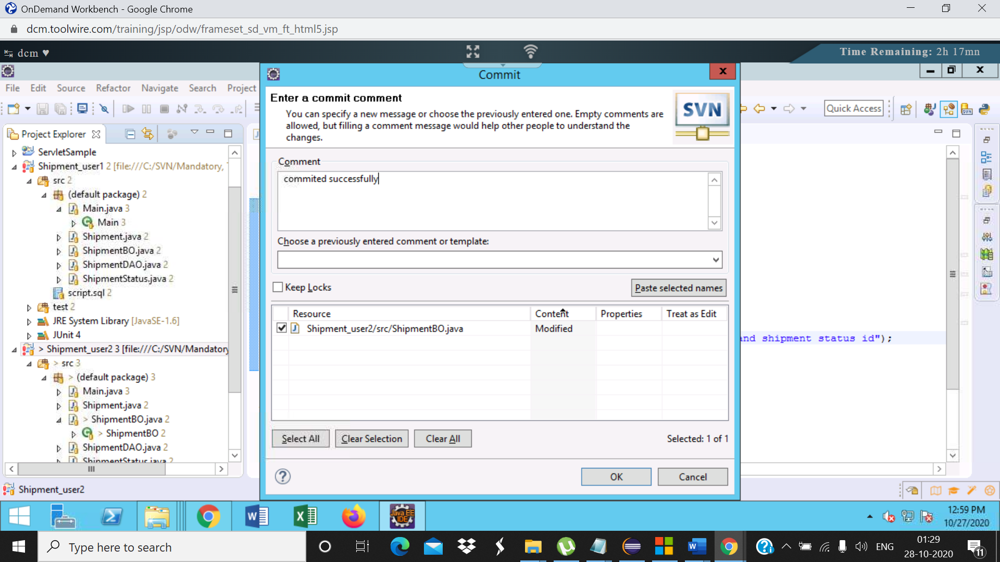 OnDemand Workbench - Google Chrome
dcm.toolwire.com/training/jsp/odw/frameset_sd_vm_ft_html5.jsp
dcm ♥
Time Remaining: 2h 17mn
Commit
File Edit Source Refactor Navigate Search Project
Quick Access
Project Explorer
ServletSample
Shipment_user1 2 [file:///C:/SVN/Mandatory,
src 2
(default package) 2
Main.java 3
Main 3
Shipment.java 2
ShipmentBO.java 2
ShipmentDAO.java 2
ShipmentStatus.java 2
script.sql 2
test 2
JRE System Library [JavaSE-1.6]
JUnit 4
> Shipment_user2 3 [file:///C:/SVN/Mandatory
> src 3
> (default package) 3
Main.java 3
Shipment.java 2
> ShipmentBO.java 2
> ShipmentBO 2
ShipmentDAO.java 2
ShipmentStatus.java 2
Shipment_user2
Enter a commit comment
You can specify a new message or choose the previously entered one. Empty comments are
allowed, but filling a comment message would help other people to understand the
changes.
SVN
Comment
commited successfully
Choose a previously entered comment or template:
Keep Locks
Paste selected names
Resource Content Properties Treat as Edit
Shipment_user2/src/ShipmentBO.java Modified
Select All Clear Selection Clear All Selected: 1 of 1
OK Cancel
nd shipment status id");
Java EE
IDE
12:59 PM
10/27/2020
Type here to search
ENG
01:29
28-10-2020
11